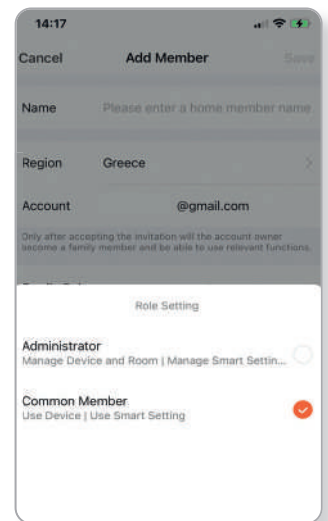 14:17
Cancel Add Member Save
Name Please enter a home member name
Region Greece
Account @gmail.com
Only after accepting the invitation will the account owner
become a family member and be able to use relevant functions.
Role Setting
Administrator
Manage Device and Room | Manage Smart Settin...
Common Member
Use Device | Use Smart Setting